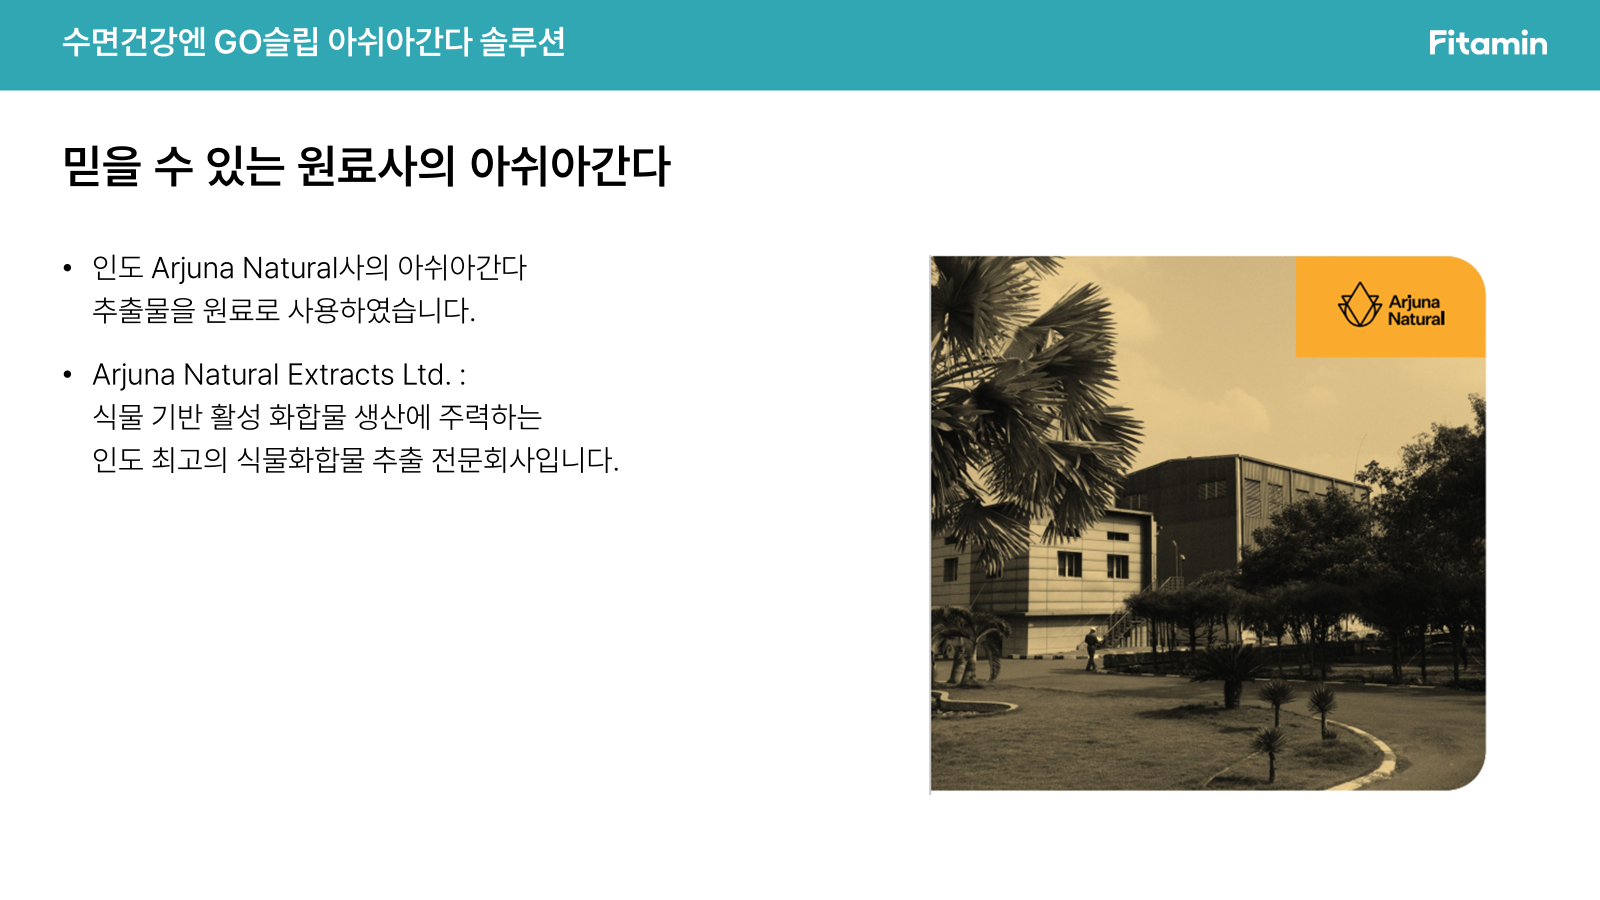 수면건강엔 GO슬립 아쉬아간다 솔루션
Fitamin
믿을 수 있는 원료사의 아쉬아간다
• 인도 Arjuna Natural사의 아쉬아간다
추출물을 원료로 사용하였습니다.
• Arjuna Natural Extracts Ltd. :
식물 기반 활성 화합물 생산에 주력하는
인도 최고의 식물화합물 추출 전문회사입니다.
Arjuna
Natural